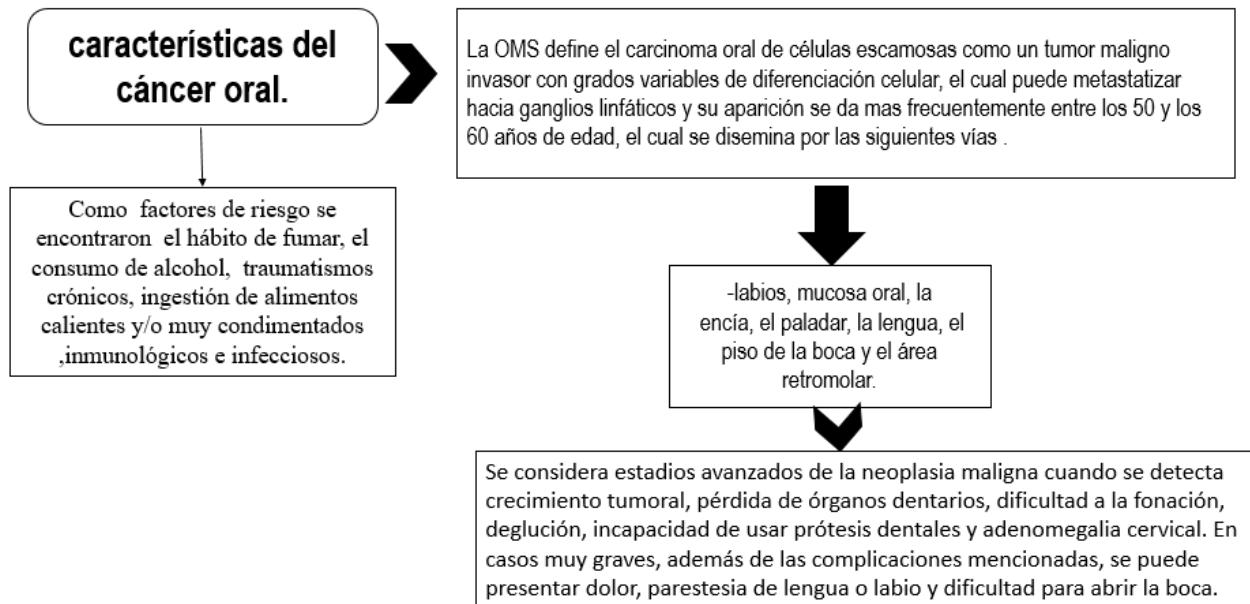 características del
cáncer oral.
La OMS define el carcinoma oral de células escamosas como un tumor maligno
invasor con grados variables de diferenciación celular, el cual puede metastatizar
hacia ganglios linfáticos y su aparición se da mas frecuentemente entre los 50 y los
60 años de edad, el cual se disemina por las siguientes vías .
Como factores de riesgo se
encontraron el hábito de fumar, el
consumo de alcohol, traumatismos
crónicos, ingestión de alimentos
calientes y/o muy condimentados
,inmunológicos e infecciosos.
-labios, mucosa oral, la
encía, el paladar, la lengua, el
piso de la boca y el área
retromolar.
Se considera estadios avanzados de la neoplasia maligna cuando se detecta
crecimiento tumoral, pérdida de órganos dentarios, dificultad a la fonación,
deglución, incapacidad de usar prótesis dentales y adenomegalia cervical. En
casos muy graves, además de las complicaciones mencionadas, se puede
presentar dolor, parestesia de lengua o labio y dificultad para abrir la boca.